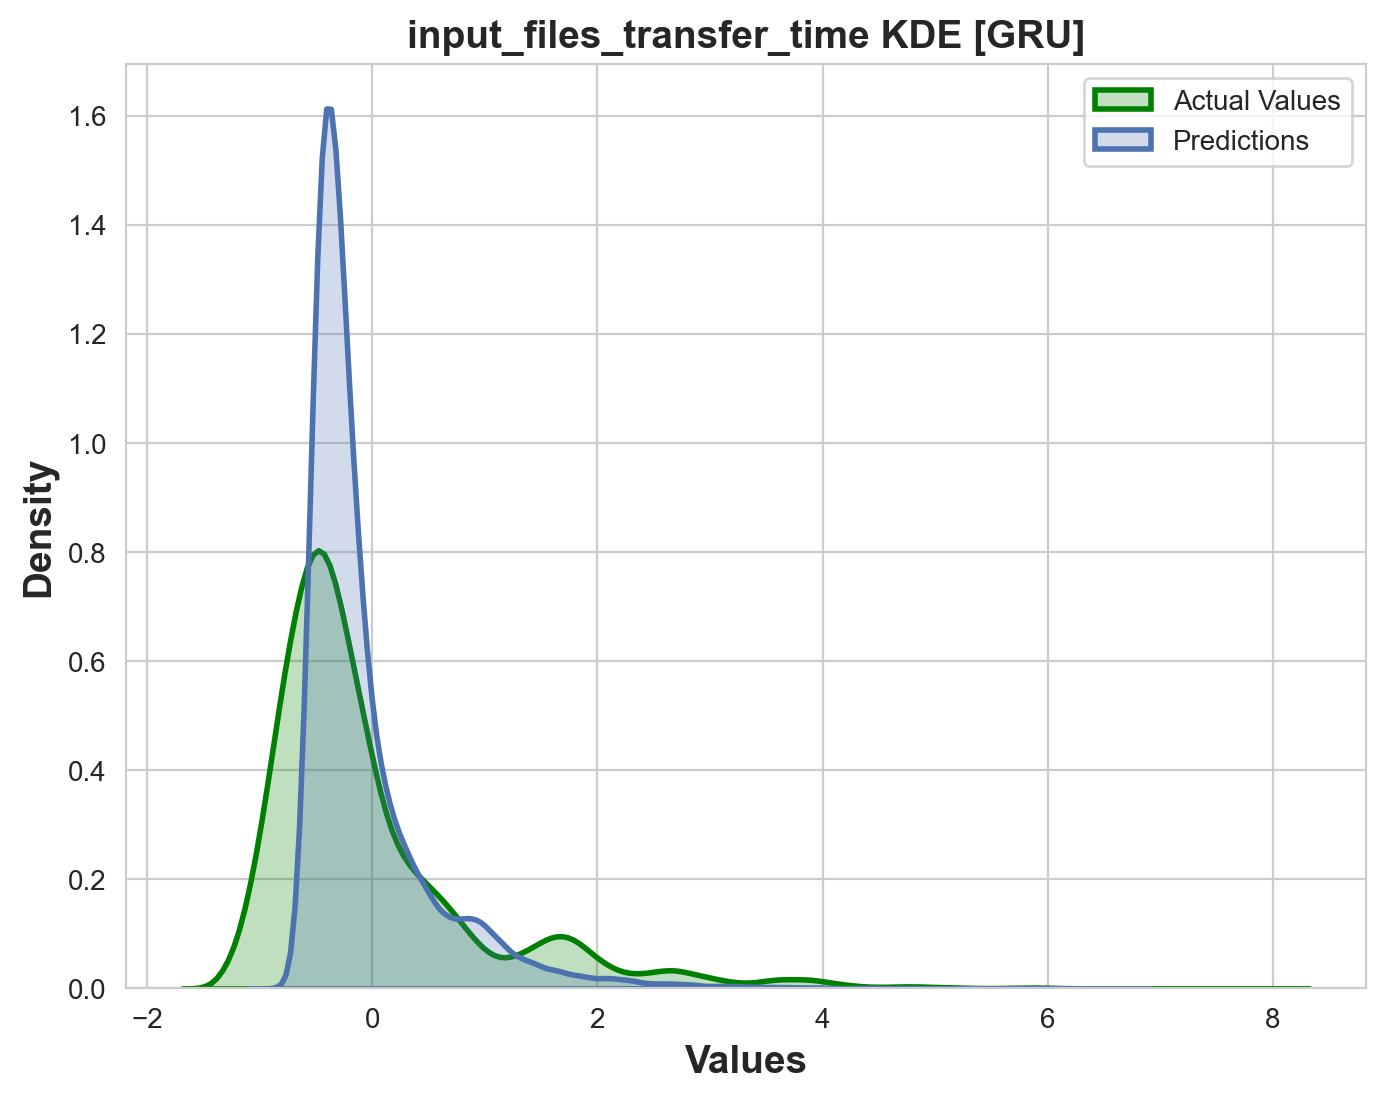 input_files_transfer_time KDE [GRU]
Actual Values
Predictions
Density
1.6
1.4
1.2
1.0
0.8
0.6
0.4
0.2
0.0
−2 0 2 4 6 8
Values